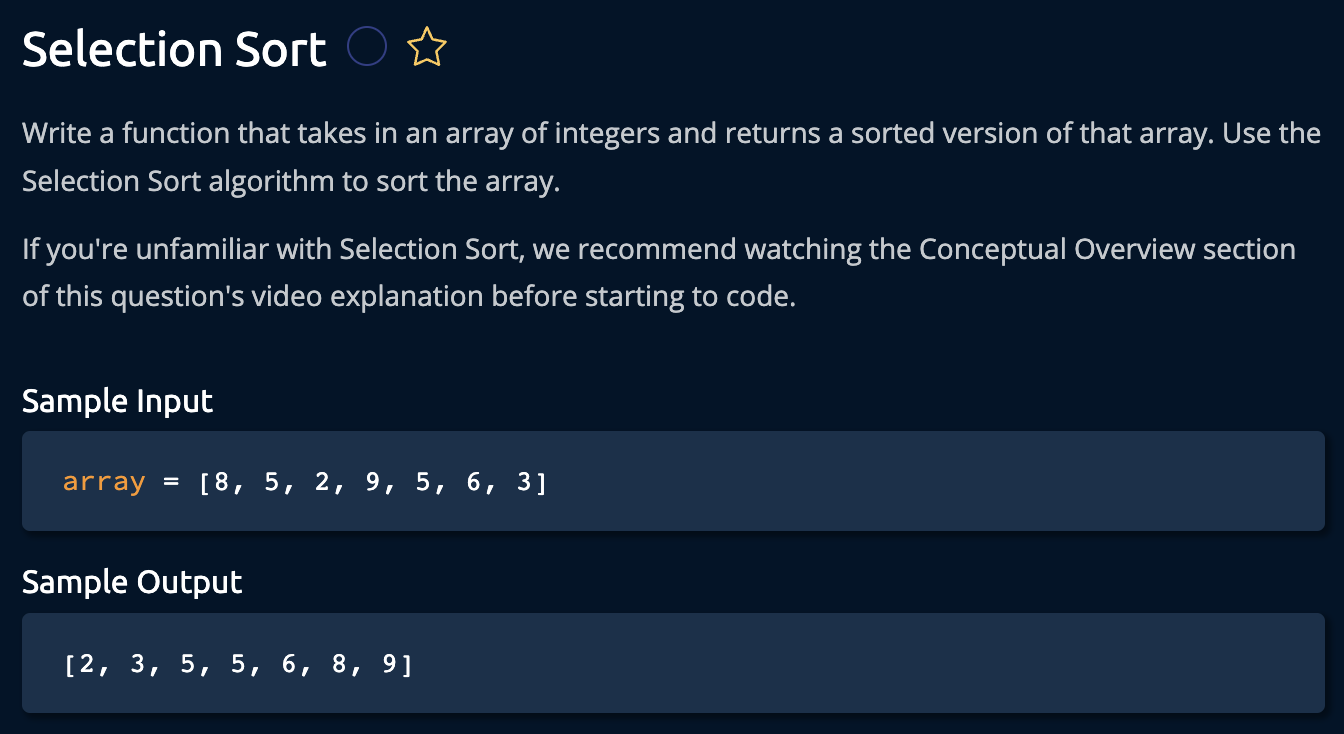 Selection Sort
Write a function that takes in an array of integers and returns a sorted version of that array. Use the
Selection Sort algorithm to sort the array.
If you're unfamiliar with Selection Sort, we recommend watching the Conceptual Overview section
of this question's video explanation before starting to code.
Sample Input
array = [8, 5, 2, 9, 5, 6, 3]
Sample Output
[2, 3, 5, 5, 6, 8, 9]